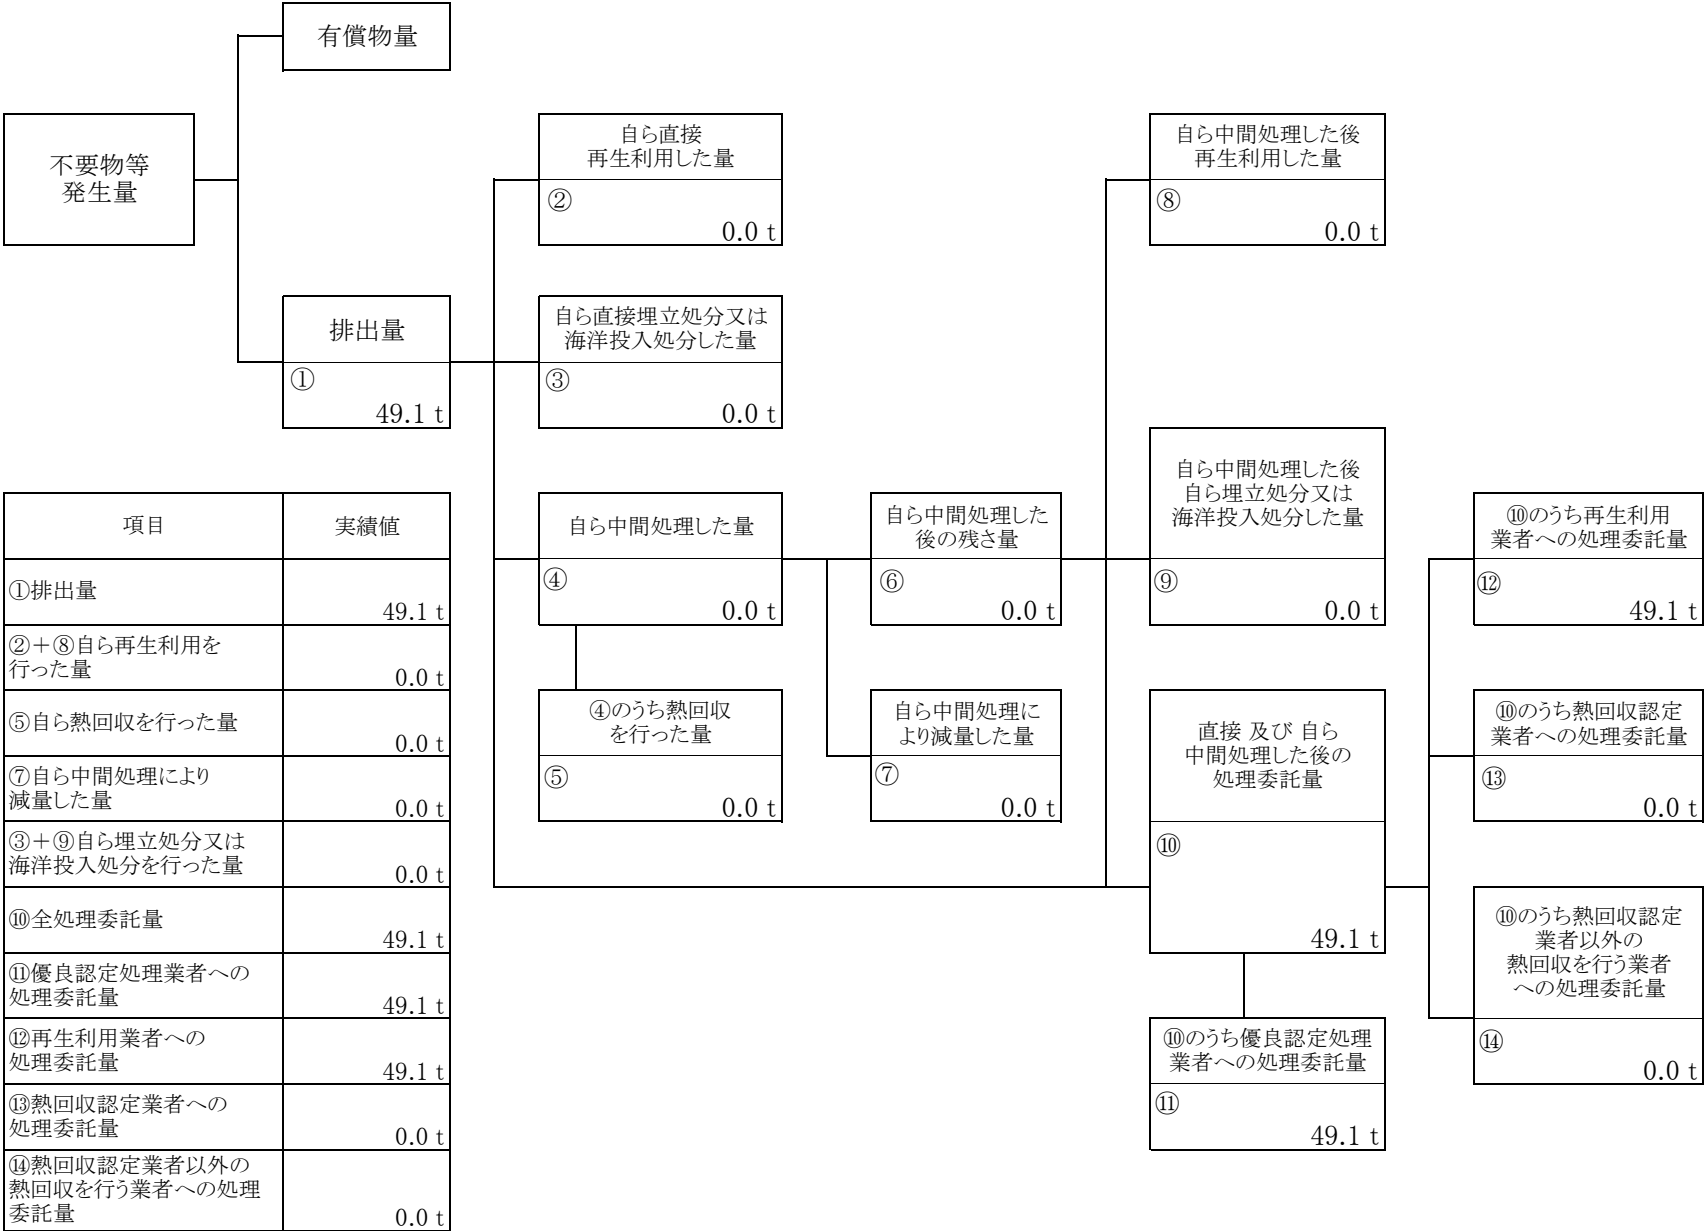 有償物量
不要物等
発生量
自ら直接
再生利用した量
②
0.0 t
自ら中間処理した後
再生利用した量
⑧
0.0 t
排出量
①
49.1 t
自ら直接埋立処分又は
海洋投入処分した量
③
0.0 t
自ら中間処理した量
④
0.0 t
自ら中間処理した
後の残さ量
⑥
0.0 t
自ら中間処理した後
自ら埋立処分又は
海洋投入処分した量
⑨
0.0 t
⑩のうち再生利用
業者への処理委託量
⑫
49.1 t
④のうち熱回収
を行った量
⑤
0.0 t
自ら中間処理に
より減量した量
⑦
0.0 t
直接 及び 自ら
中間処理した後の
処理委託量
⑩
49.1 t
⑩のうち熱回収認定
業者への処理委託量
⑬
0.0 t
⑩のうち熱回収認定
業者以外の
熱回収を行う業者
への処理委託量
⑭
0.0 t
⑩のうち優良認定処理
業者への処理委託量
⑪
49.1 t
項目 実績値
①排出量
49.1 t
②＋⑧自ら再生利用を
行った量
0.0 t
⑤自ら熱回収を行った量
0.0 t
⑦自ら中間処理により
減量した量
0.0 t
③＋⑨自ら埋立処分又は
海洋投入処分を行った量
0.0 t
⑩全処理委託量
49.1 t
⑪優良認定処理業者への
処理委託量
49.1 t
⑫再生利用業者への
処理委託量
49.1 t
⑬熱回収認定業者への
処理委託量
0.0 t
⑭熱回収認定業者以外の
熱回収を行う業者への処理
委託量
0.0 t